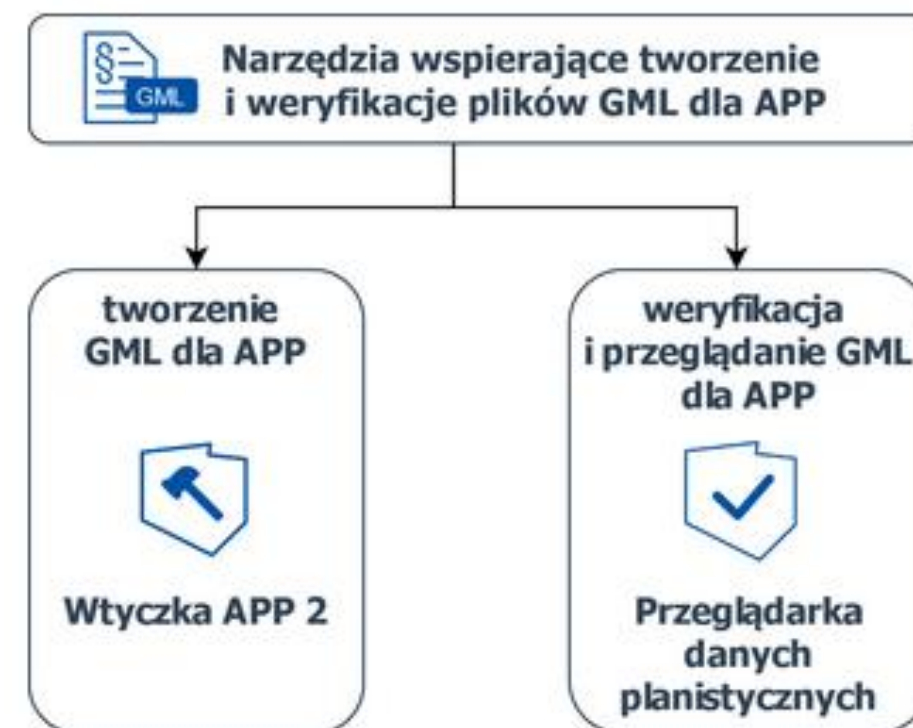 §
GML
Narzędzia wspierające tworzenie
i weryfikacje plików GML dla APP
tworzenie
GML dla APP
Wtyczka APP 2
weryfikacja
i przeglądanie GML
dla APP
Przeglądarka
danych
planistycznych